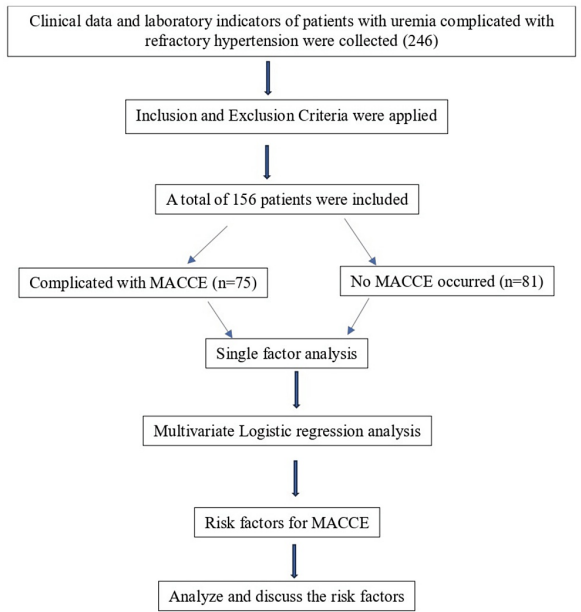 Clinical data and laboratory indicators of patients with uremia complicated with
refractory hypertension were collected (246)
Inclusion and Exclusion Criteria were applied
A total of 156 patients were included
Complicated with MACCE (n=75)
No MACCE occurred (n=81)
Single factor analysis
Multivariate Logistic regression analysis
Risk factors for MACCE
Analyze and discuss the risk factors